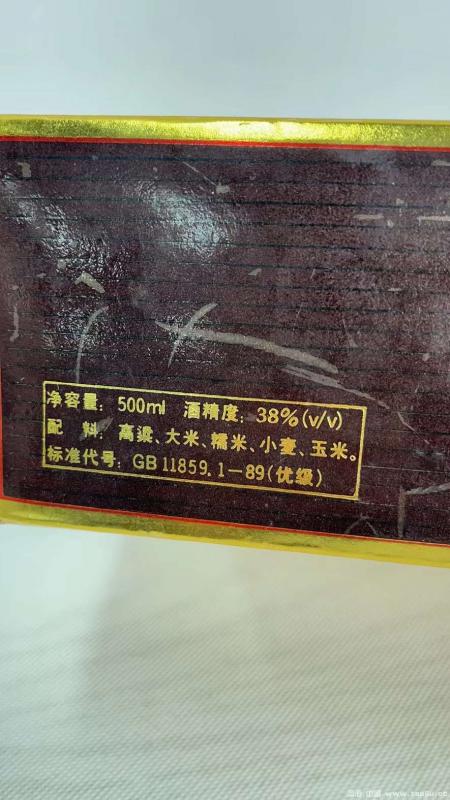 净容量: 500ml 酒精度: 38%(v/v)
配 料: 高粱、大米、糯米、小麦、玉米。
标准代号: GB 11859.1-89(优级)